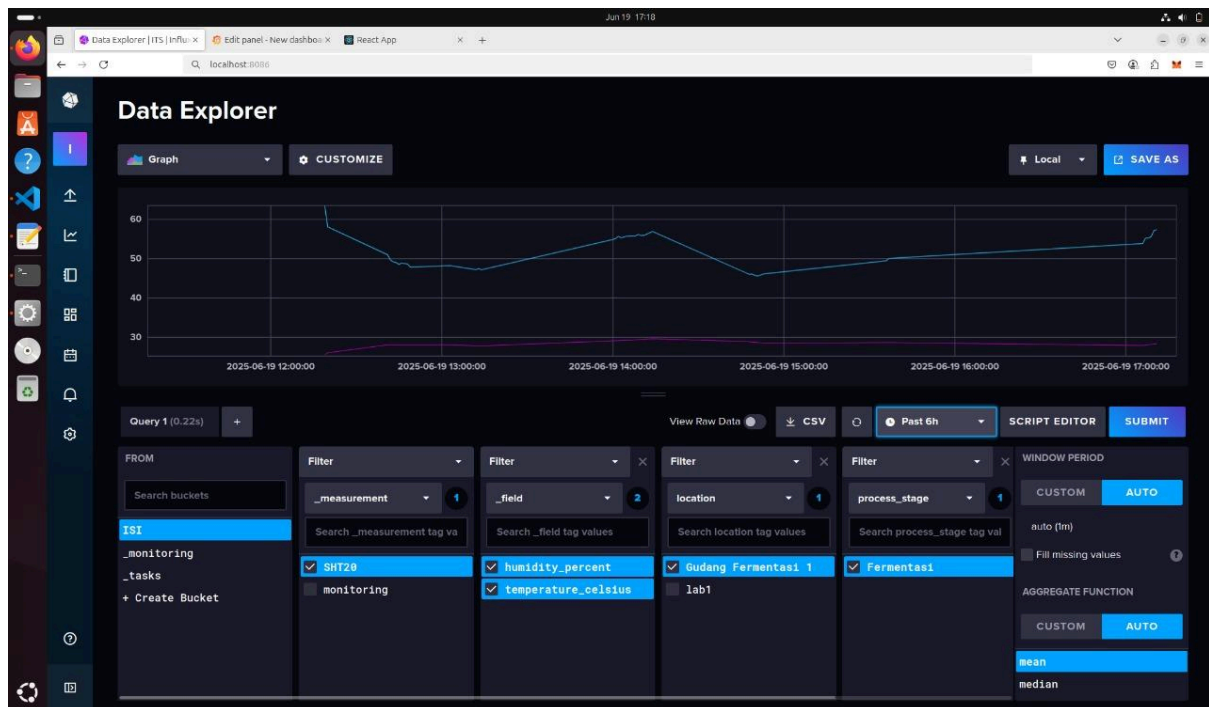 Jun 19 17:18
Data Explorer | ITS | Influ
Edit panel - New dashboa
React App
localhost:8086
I
Data Explorer
Graph
CUSTOMIZE
Local
SAVE AS
60
50
40
30
2025-06-19 12:00:00
2025-06-19 13:00:00
2025-06-19 14:00:00
2025-06-19 15:00:00
2025-06-19 16:00:00
2025-06-19 17:00:00
Query 1 (0.22s)
+
View Raw Data
CSV
Past 6h
SCRIPT EDITOR
SUBMIT
FROM
Search buckets
ISI
_monitoring
_tasks
+ Create Bucket
Filter
_measurement
1
Search _measurement tag va
SHT20
monitoring
Filter
_field
2
Search _field tag values
humidity_percent
temperature_celsius
Filter
location
1
Search location tag values
Gudang Fermentasi 1
lab1
Filter
process_stage
1
Search process_stage tag val
Fermentasi
WINDOW PERIOD
CUSTOM
AUTO
auto (1m)
Fill missing values
AGGREGATE FUNCTION
CUSTOM
AUTO
mean
median